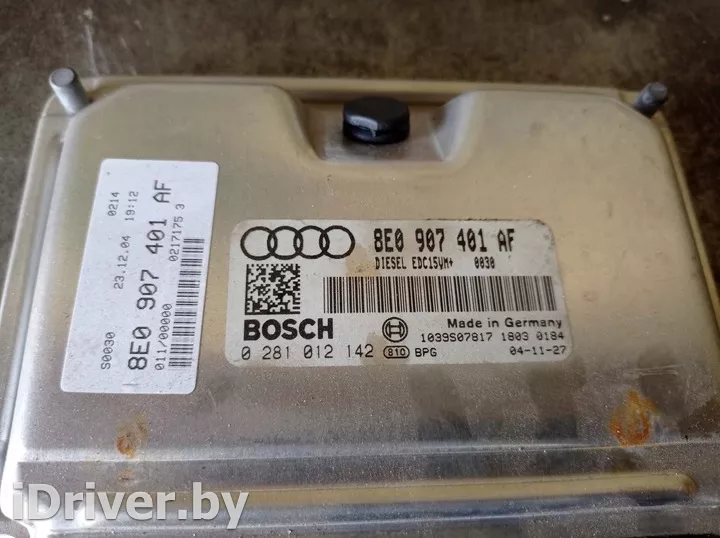 0214
23.12.04 19:12
8E0 907 401 AF
0217175 3
S0030
011/00000
8E0 907 401 AF
DIESEL EDC15VM+ 0030
BOSCH
Made in Germany
0 281 012 142
810
BPG
1039S07817 1803 0184
04-11-27
iDriver.by